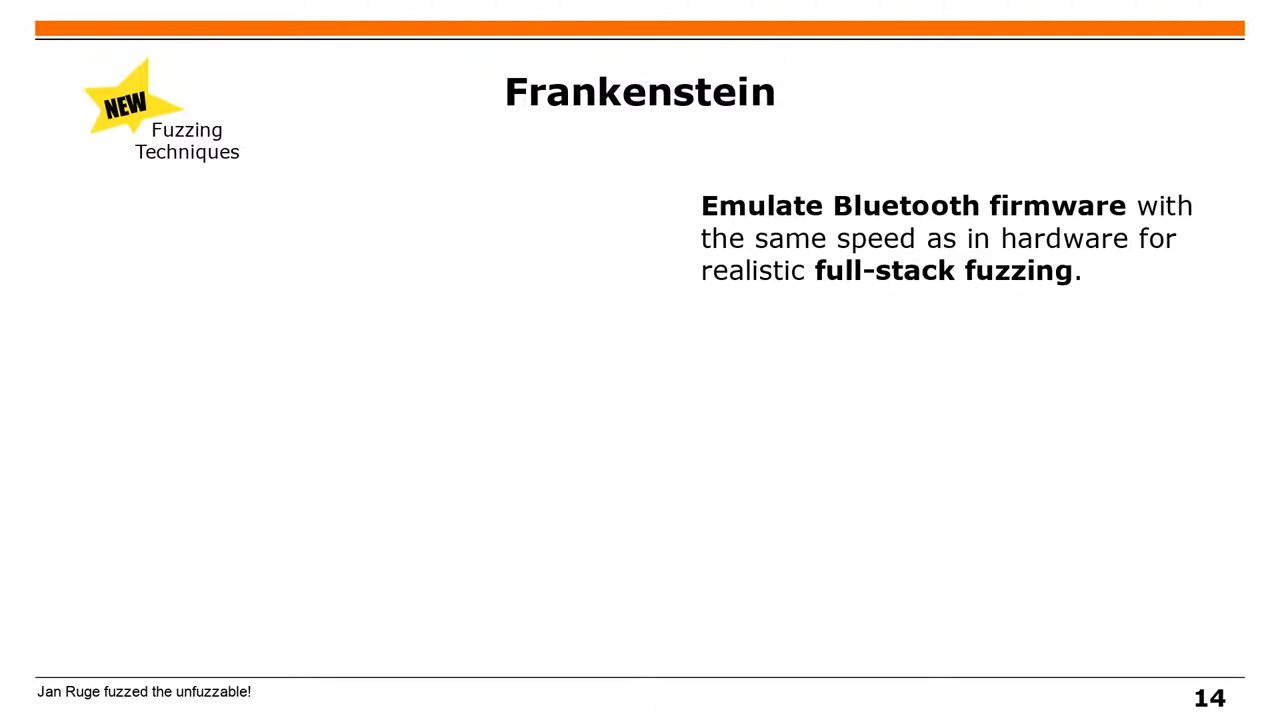 NEW
Fuzzing
Techniques
Frankenstein
Emulate Bluetooth firmware with
the same speed as in hardware for
realistic full-stack fuzzing.
Jan Ruge fuzzed the unfuzzable!
14